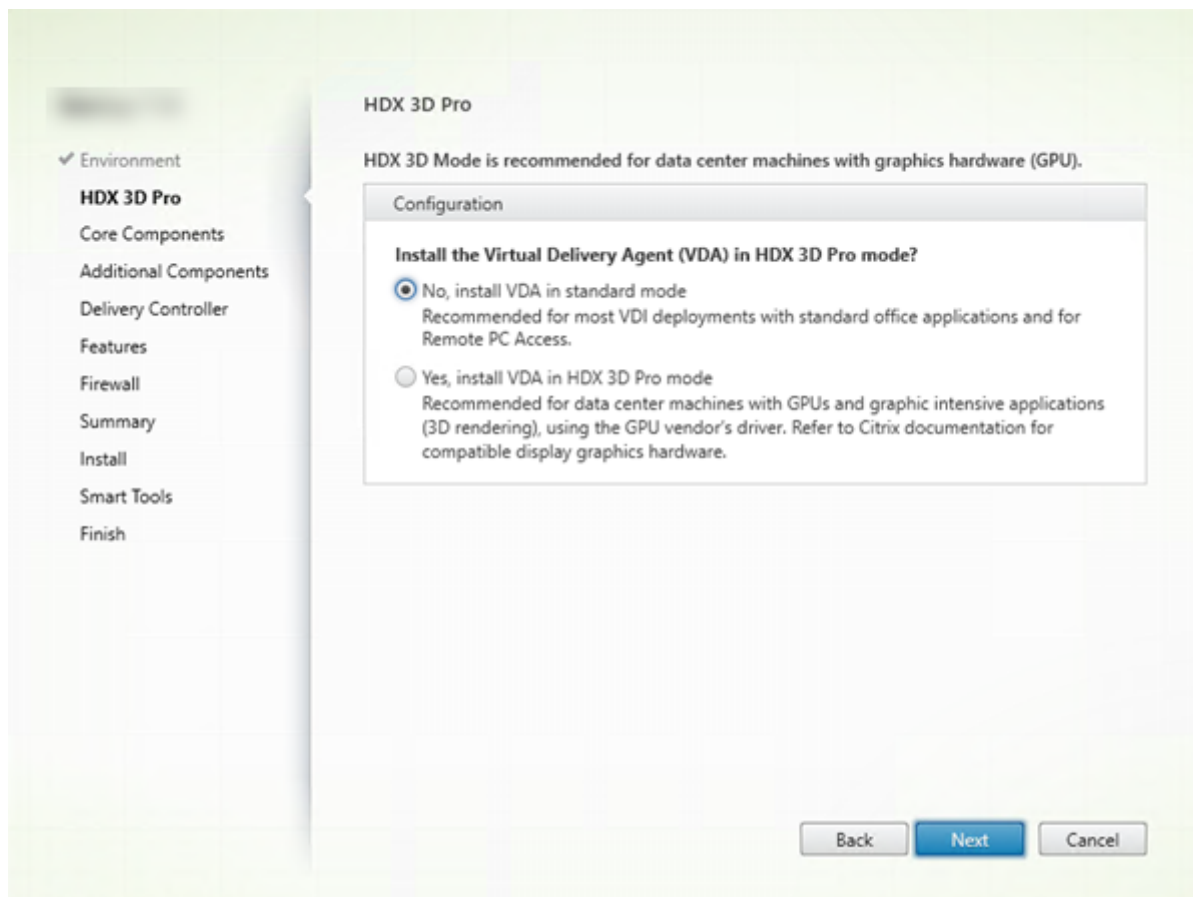 HDX 3D Pro
Environment
HDX 3D Pro
Core Components
Additional Components
Delivery Controller
Features
Firewall
Summary
Install
Smart Tools
Finish
HDX 3D Mode is recommended for data center machines with graphics hardware (GPU).
Configuration
Install the Virtual Delivery Agent (VDA) in HDX 3D Pro mode?
No, install VDA in standard mode
Recommended for most VDI deployments with standard office applications and for
Remote PC Access.
Yes, install VDA in HDX 3D Pro mode
Recommended for data center machines with GPUs and graphic intensive applications
(3D rendering), using the GPU vendor's driver. Refer to Citrix documentation for
compatible display graphics hardware.
Back
Next
Cancel